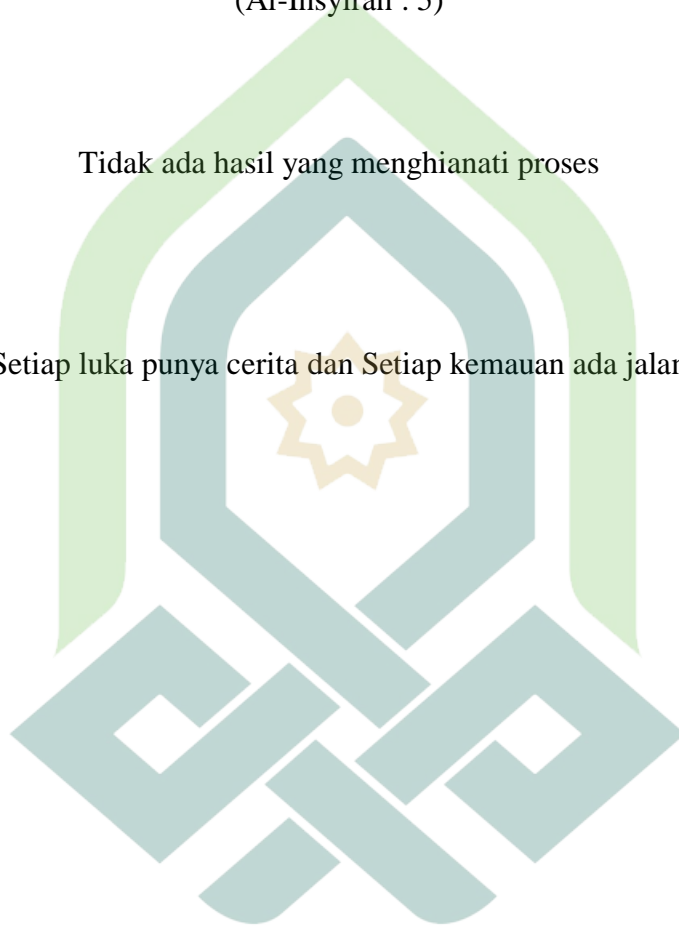 (Al-Insyirah : 5)
Tidak ada hasil yang menghianati proses
Setiap luka punya cerita dan Setiap kemauan ada jalan